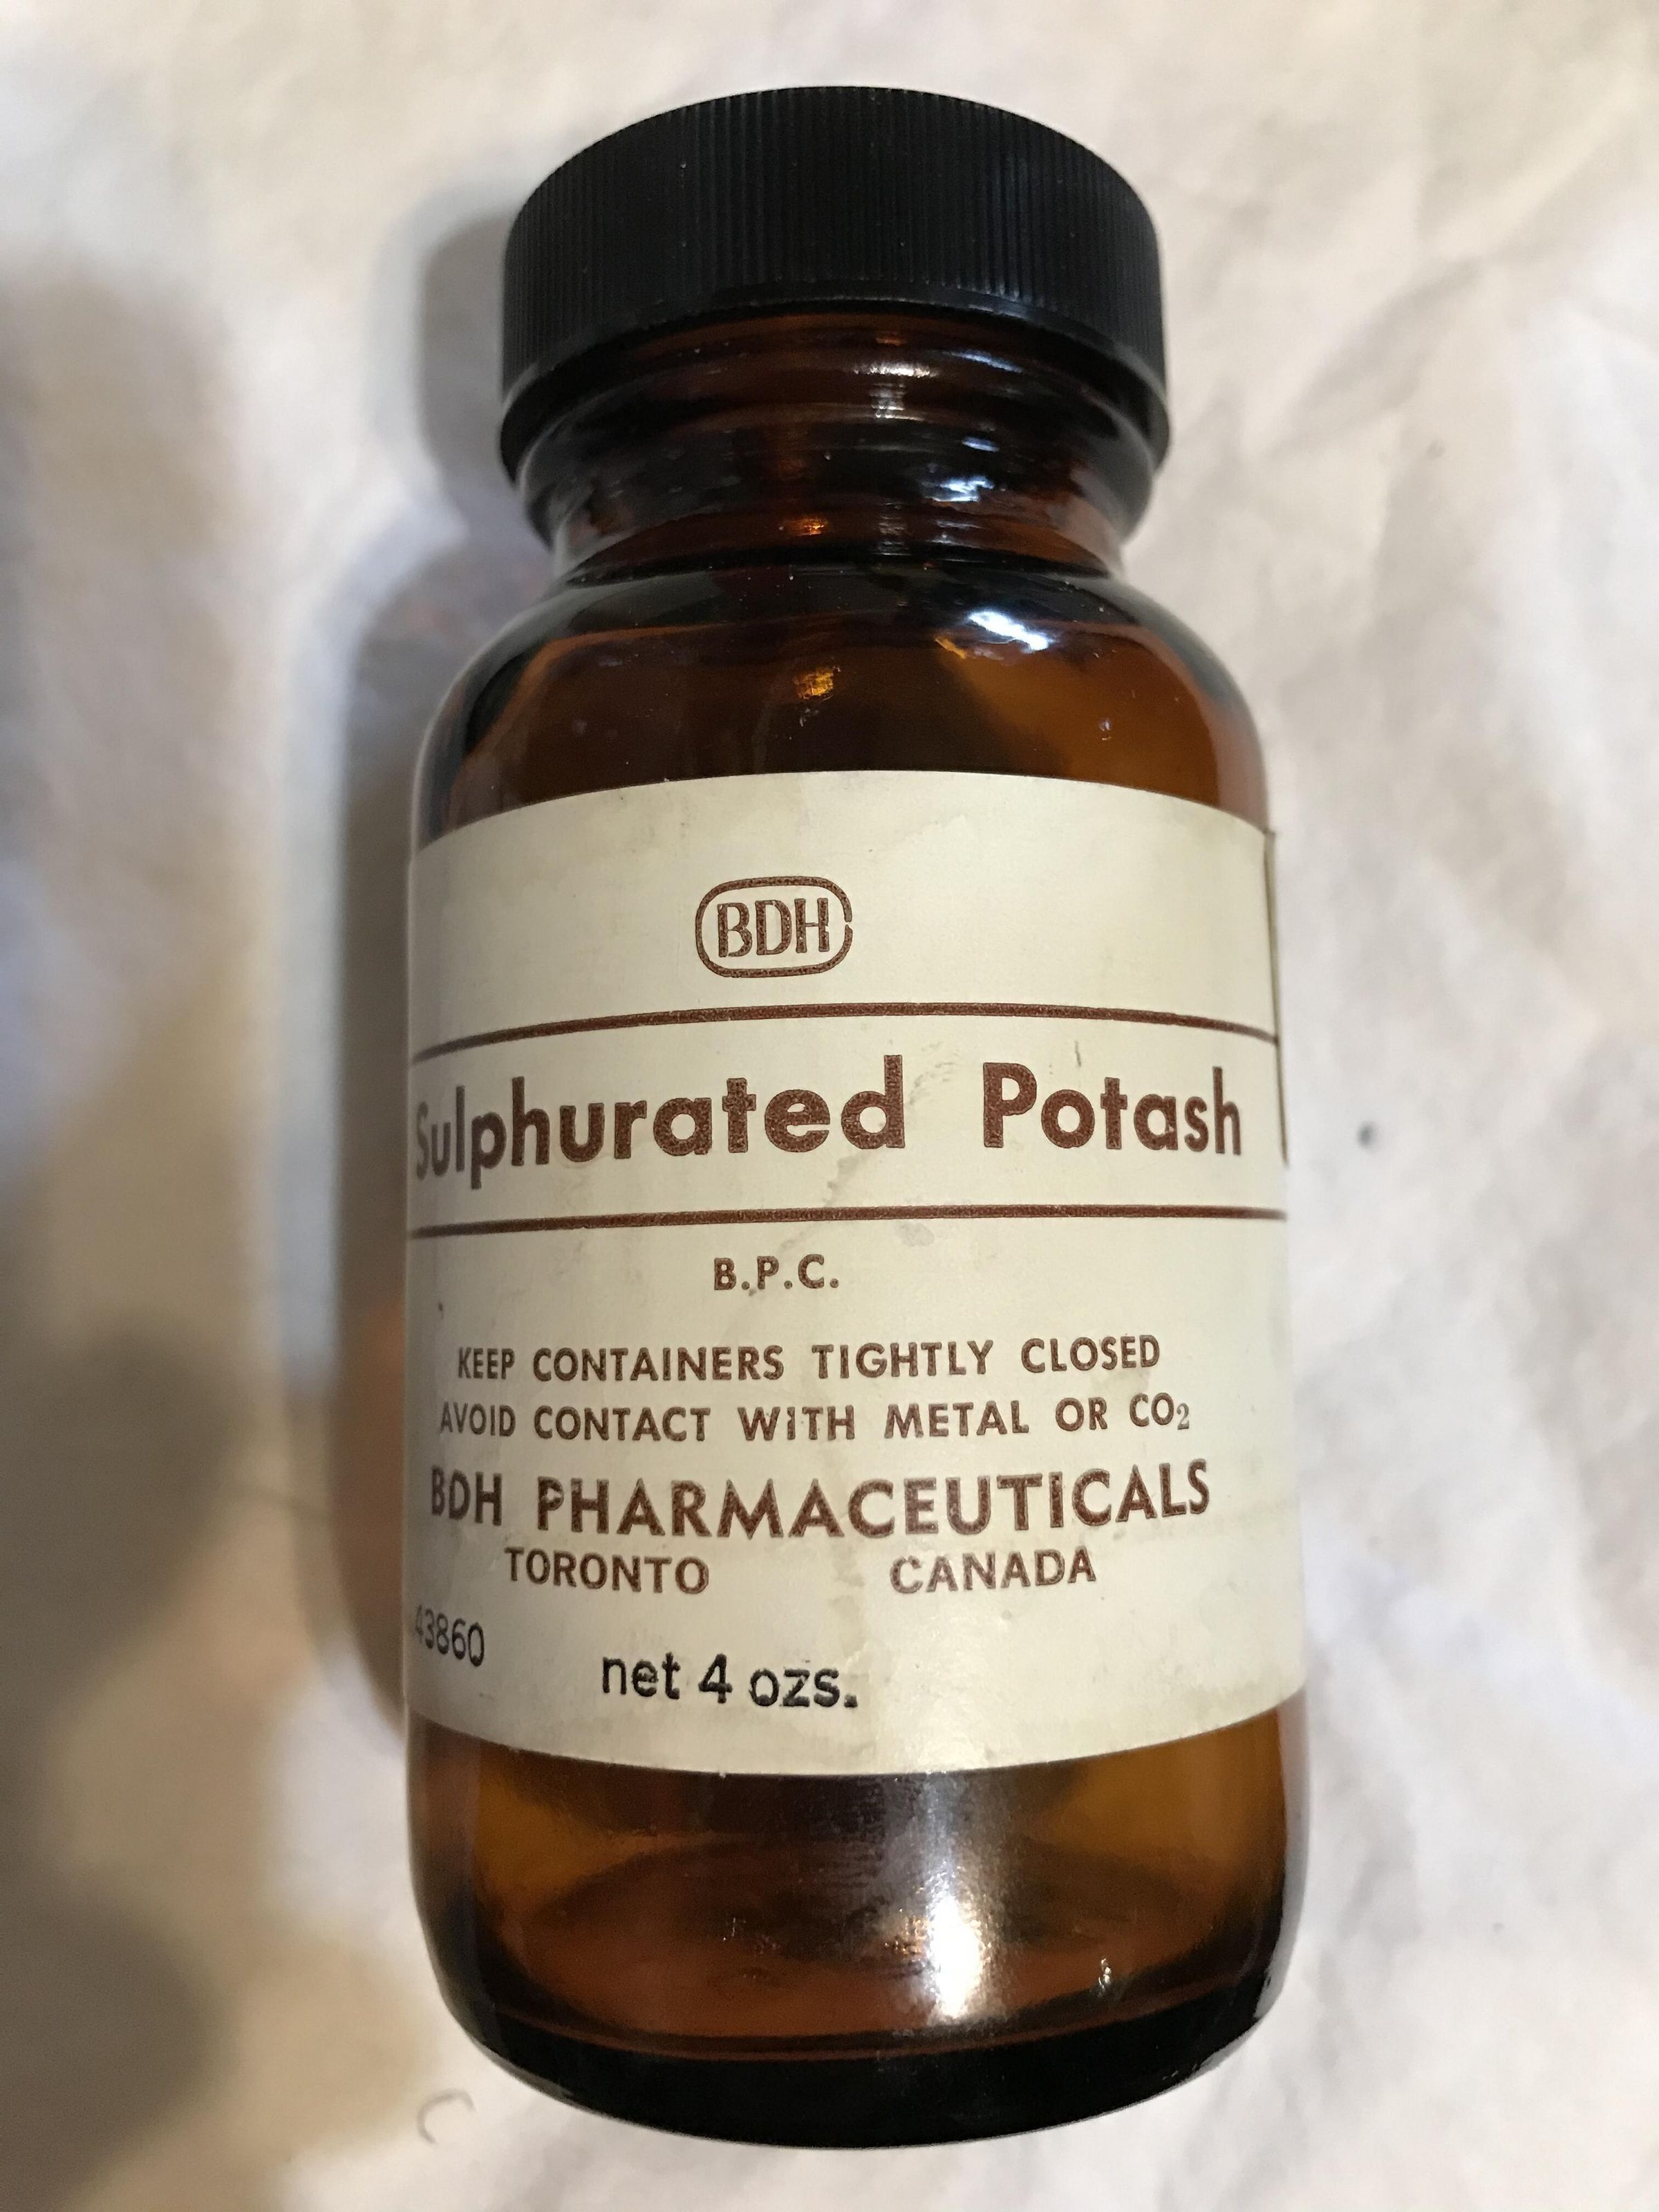 BDH
Sulphurated Potash
B.P.C.
KEEP CONTAINERS TIGHTLY CLOSED
AVOID CONTACT WITH METAL OR CO₂
BDH PHARMACEUTICALS
TORONTO CANADA
43860
net 4 ozs.